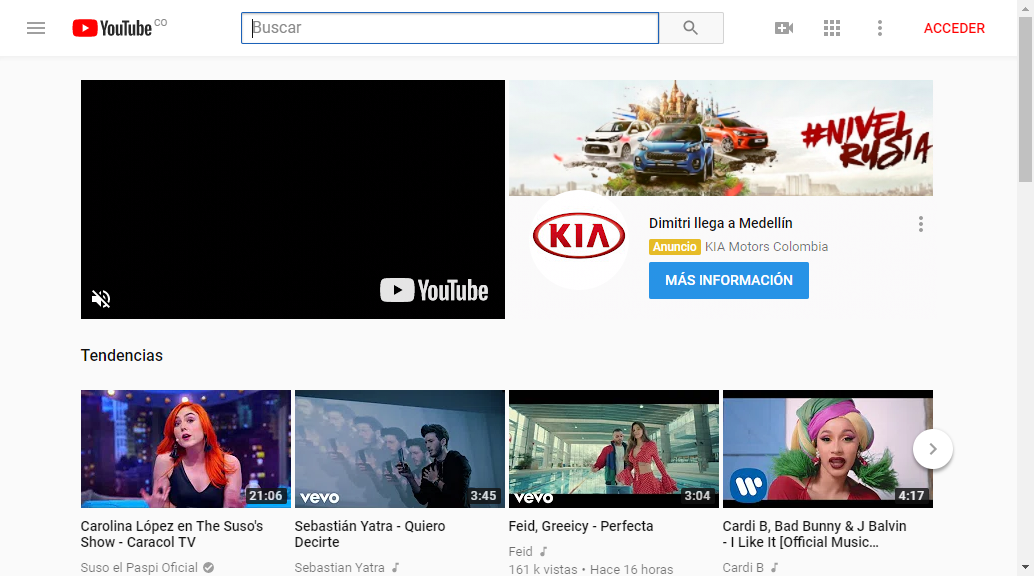 YouTube CO
Buscar
ACCEDER
#NIVEL
RUSIA
YouTube
KIA
Dimitri llega a Medellín
Anuncio KIA Motors Colombia
MÁS INFORMACIÓN
Tendencias
21:06
vevo 3:45
vevo 3:04
W 4:17
Carolina López en The Suso's
Show - Caracol TV
Suso el Paspi Oficial
Sebastián Yatra - Quiero
Decirte
Sebastian Yatra
Feid, Greeicy - Perfecta
Feid
161 k vistas • Hace 16 horas
Cardi B, Bad Bunny & J Balvin
- I Like It [Official Music...
Cardi B